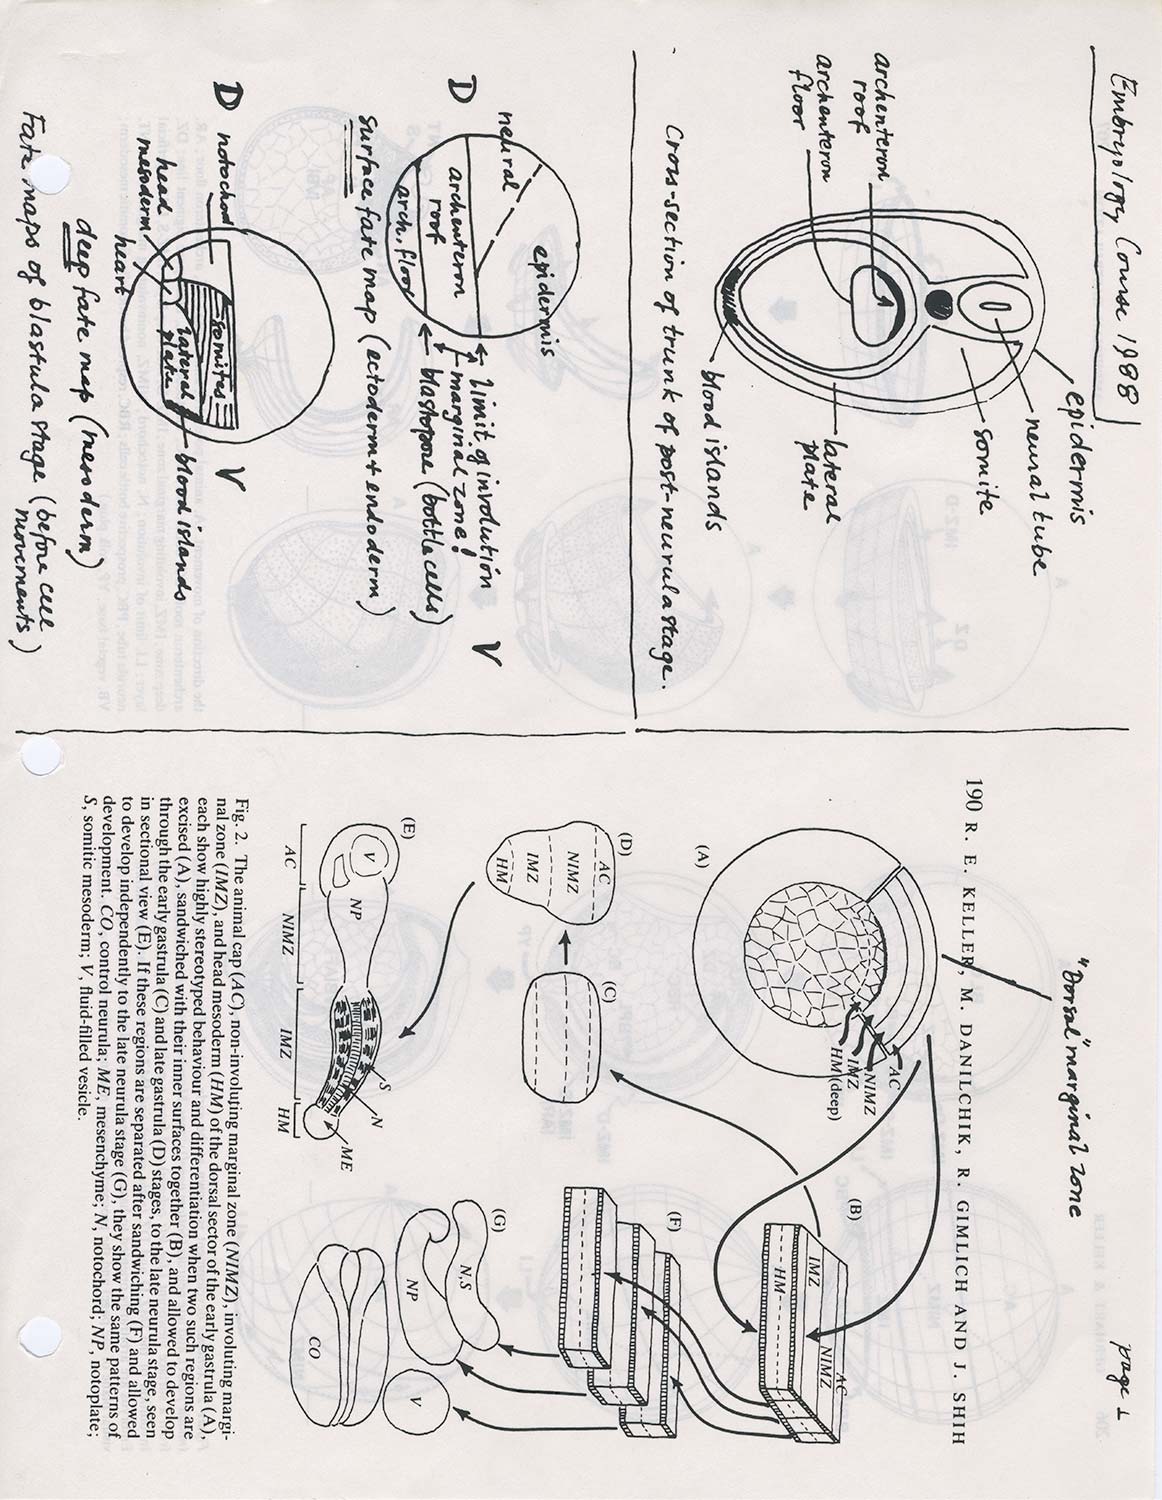 Embryology Course 1988
page 1
epidermis
neural tube
somite
archenteron
roof
archenteron
floor
lateral
plate
blood islands
Cross-section of trunk of post-neurula stage.
neural
epidermis
D
archenteron
roof
arch. floor
limit of involution
marginal zone!
blastopore (bottle cells)
V
surface fate map (ectoderm + endoderm)
D
notochord
head
mesoderm
heart
somites
lateral
plate
V
blood islands
deep fate map (mesoderm)
Fate maps of blastula stage (before cell
movements)
"Dorsal" marginal zone
190 R. E. KELLER, M. DANILCHIK, R. GIMLICH AND J. SHIH
(A)
AC
NIMZ
IMZ
HM (deep)
(B)
AC
NIMZ
IMZ
HM
(C)
(D)
AC
NIMZ
IMZ
HM
(E)
V
NP
S
N
ME
AC
NIMZ
IMZ
HM
(F)
(G)
N,S
NP
V
CO
Fig. 2. The animal cap (AC), non-involuting marginal zone (NIMZ), involuting margi-
nal zone (IMZ), and head mesoderm (HM) of the dorsal sector of the early gastrula (A),
each show highly stereotyped behaviour and differentiation when two such regions are
excised (A), sandwiched with their inner surfaces together (B), and allowed to develop
through the early gastrula (C) and late gastrula (D) stages, to the late neurula stage, seen
in sectional view (E). If these regions are separated after sandwiching (F) and allowed
to develop independently to the late neurula stage (G), they show the same patterns of
development. CO, control neurula; ME, mesenchyme; N, notochord; NP, notoplate;
S, somitic mesoderm; V, fluid-filled vesicle.